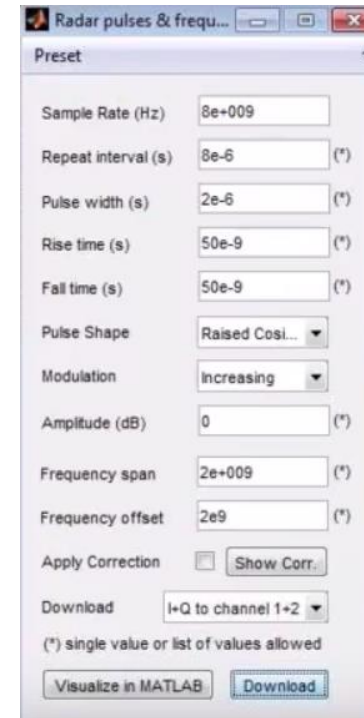 Radar pulses & frequ...
Preset
Sample Rate (Hz) 8e+009
Repeat interval (s) 8e-6 (*)
Pulse width (s) 2e-6 (*)
Rise time (s) 50e-9 (*)
Fall time (s) 50e-9 (*)
Pulse Shape Raised Cosi...
Modulation Increasing
Amplitude (dB) 0 (*)
Frequency span 2e+009 (*)
Frequency offset 2e9 (*)
Apply Correction Show Corr.
Download I+Q to channel 1+2
(*) single value or list of values allowed
Visualize in MATLAB Download